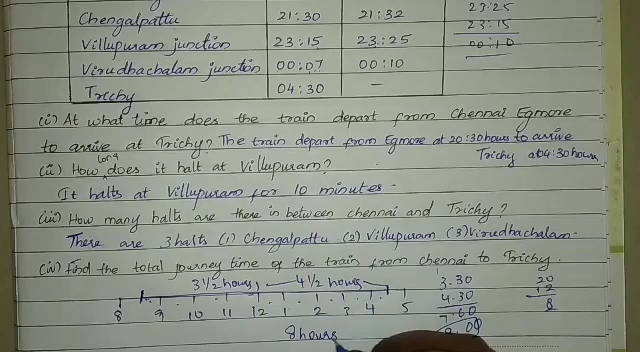 Chengalpattu 21:30 21:32 23:25
23:15
Villupuram junction 23:15 23:25 00:10
Virudhachalam junction 00:07 00:10
Trichy 04:30 —
(i) At what time does the train depart from Chennai Egmore
to arrive at Trichy? The train depart from Egmore at 20:30 hours to arrive
Trichy at 04:30 hours
(ii) How long does it halt at Villupuram?
It halts at Villupuram for 10 minutes.
(iii) How many halts are there in between chennai and Trichy?
There are 3 halts (1) Chengalpattu (2) Villupuram (3) Virudhachalam.
(iv) Find the total journey time of the train from chennai to Trichy.
3 1/2 hours 4 1/2 hours 3.30 20
8 9 10 11 12 1 2 3 4 5 4.30 12
7.60 8
8 hours